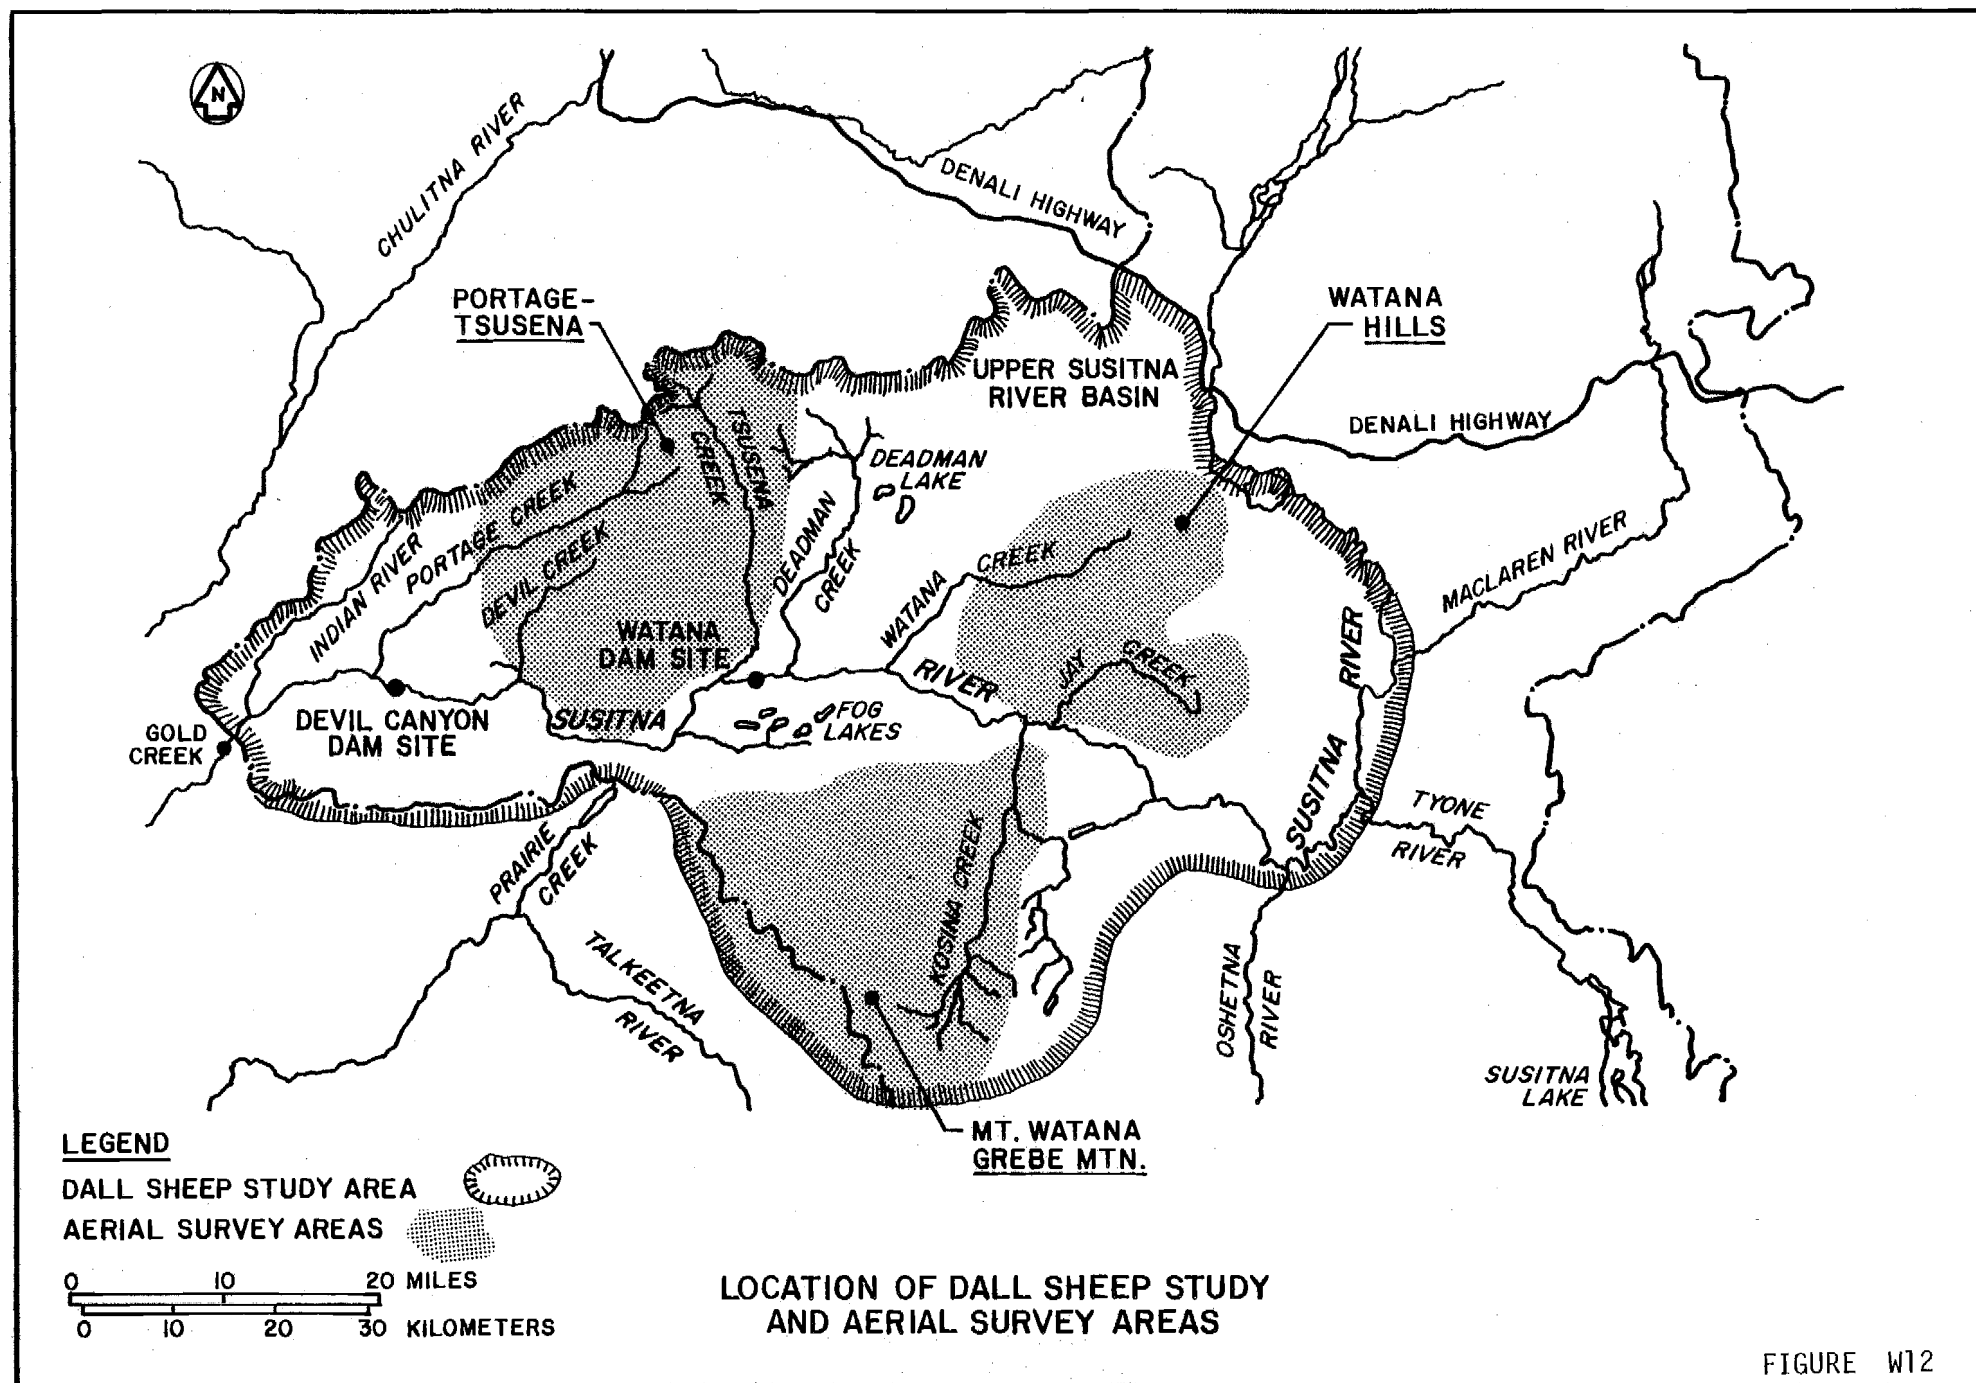 N
CHULITNA RIVER
DENALI HIGHWAY
PORTAGE-
TSUSENA
WATANA
HILLS
UPPER SUSITNA
RIVER BASIN
DENALI HIGHWAY
TSUSENA
CREEK
DEADMAN
LAKE
DEADMAN
CREEK
PORTAGE CREEK
DEVIL CREEK
INDIAN RIVER
WATANA CREEK
MACLAREN RIVER
WATANA
DAM SITE
JAY CREEK
SUSITNA RIVER
SUSITNA RIVER
FOG
LAKES
DEVIL CANYON
DAM SITE
GOLD
CREEK
PRAIRIE
CREEK
KOSINA CREEK
TYONE
RIVER
TALKEETNA
RIVER
OSHETNA
RIVER
SUSITNA
LAKE
MT. WATANA
GREBE MTN.
LEGEND
DALL SHEEP STUDY AREA
AERIAL SURVEY AREAS
0 10 20 MILES
0 10 20 30 KILOMETERS
LOCATION OF DALL SHEEP STUDY
AND AERIAL SURVEY AREAS
FIGURE W12